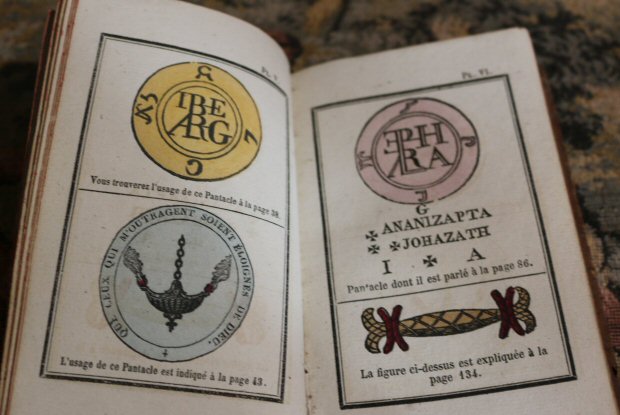 Pl. V
IBE
ARG
Vous trouverez l'usage de ce Pantacle à la page 38.
QUE CEUX QUI M'OUTRAGENT SOIENT ÉLOIGNÉS DE DIEU.
L'usage de ce Pantacle est indiqué à la page 43.
Pl. VI.
EPH
LRA
G
✠ ANANIZAPTA
✠ ✠ JOHAZATH
I ✠ A
Pantacle dont il est parlé à la page 86.
La figure ci-dessus est expliquée à la
page 134.